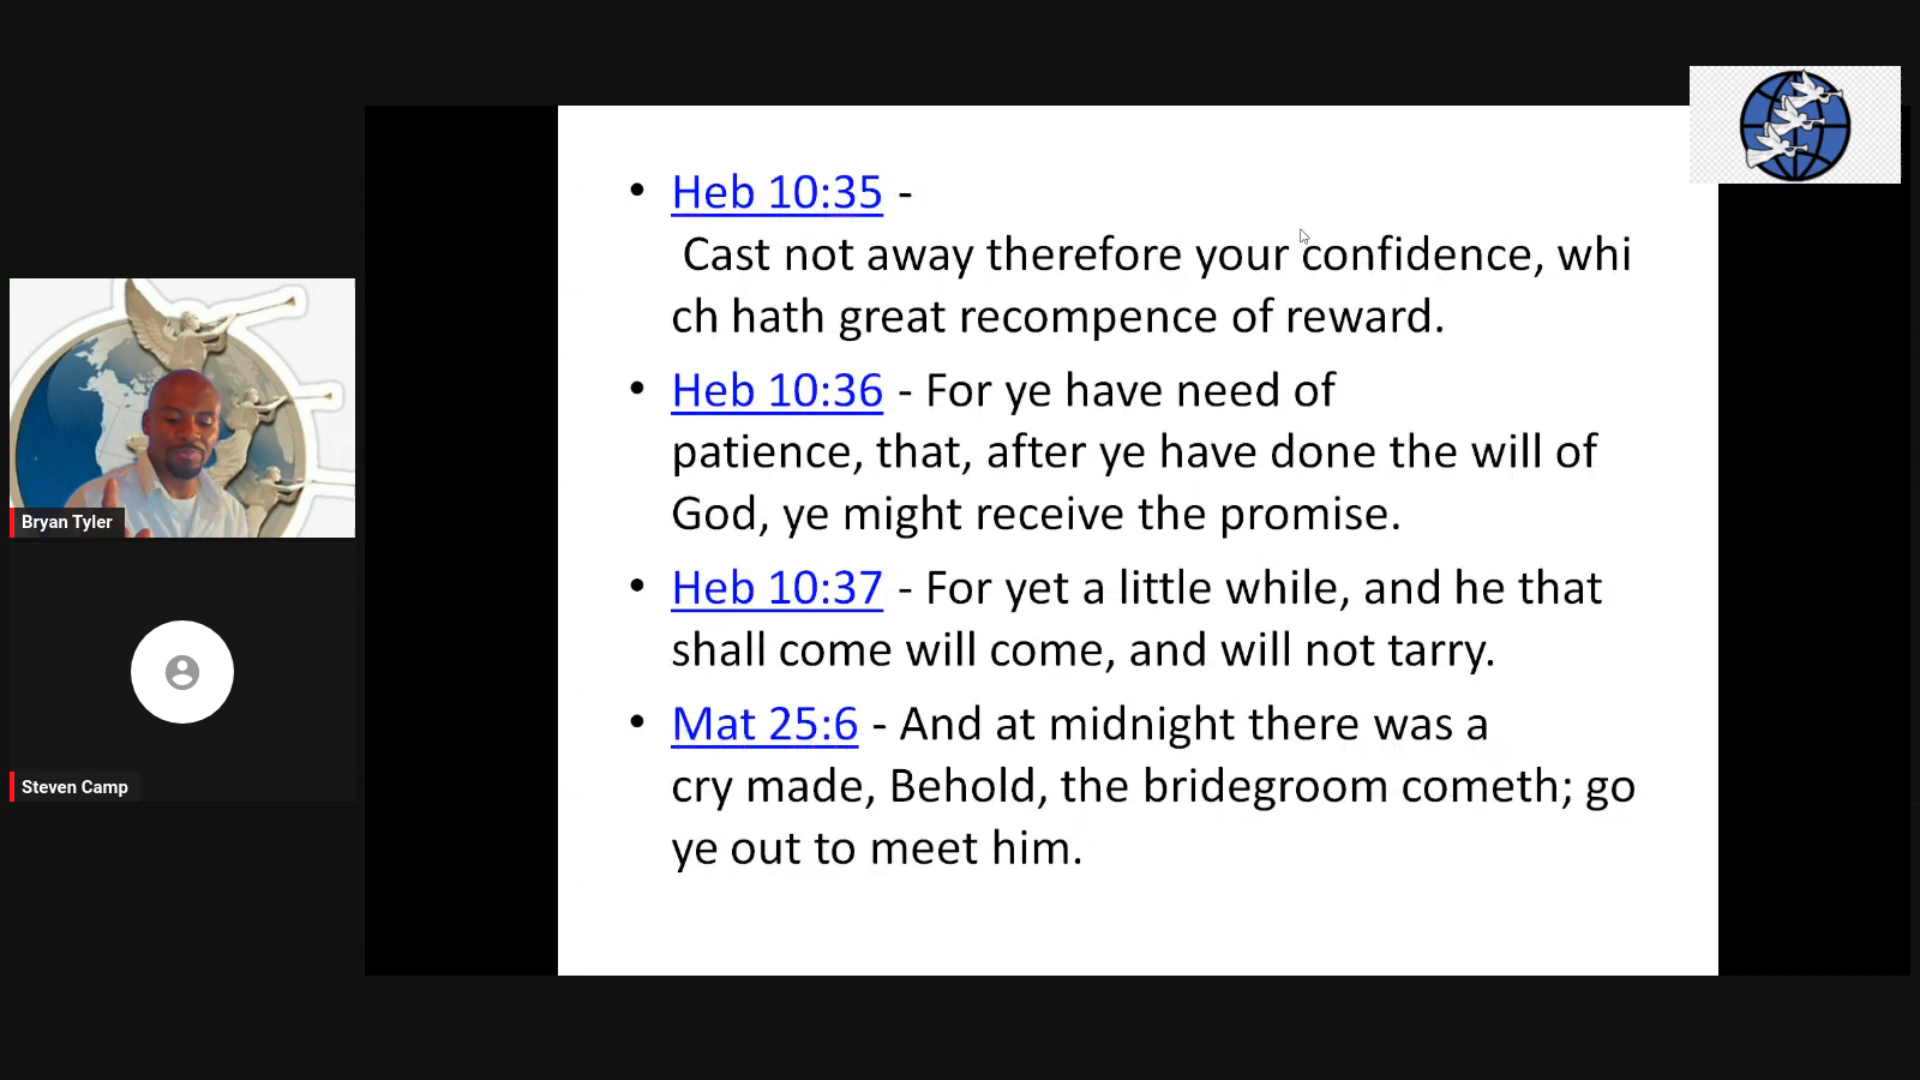 Heb 10:35 -
Cast not away therefore your confidence, whi
ch hath great recompence of reward.
Heb 10:36 - For ye have need of
patience, that, after ye have done the will of
God, ye might receive the promise.
Heb 10:37 - For yet a little while, and he that
shall come will come, and will not tarry.
Mat 25:6 - And at midnight there was a
cry made, Behold, the bridegroom cometh; go
ye out to meet him.
Bryan Tyler
Steven Camp